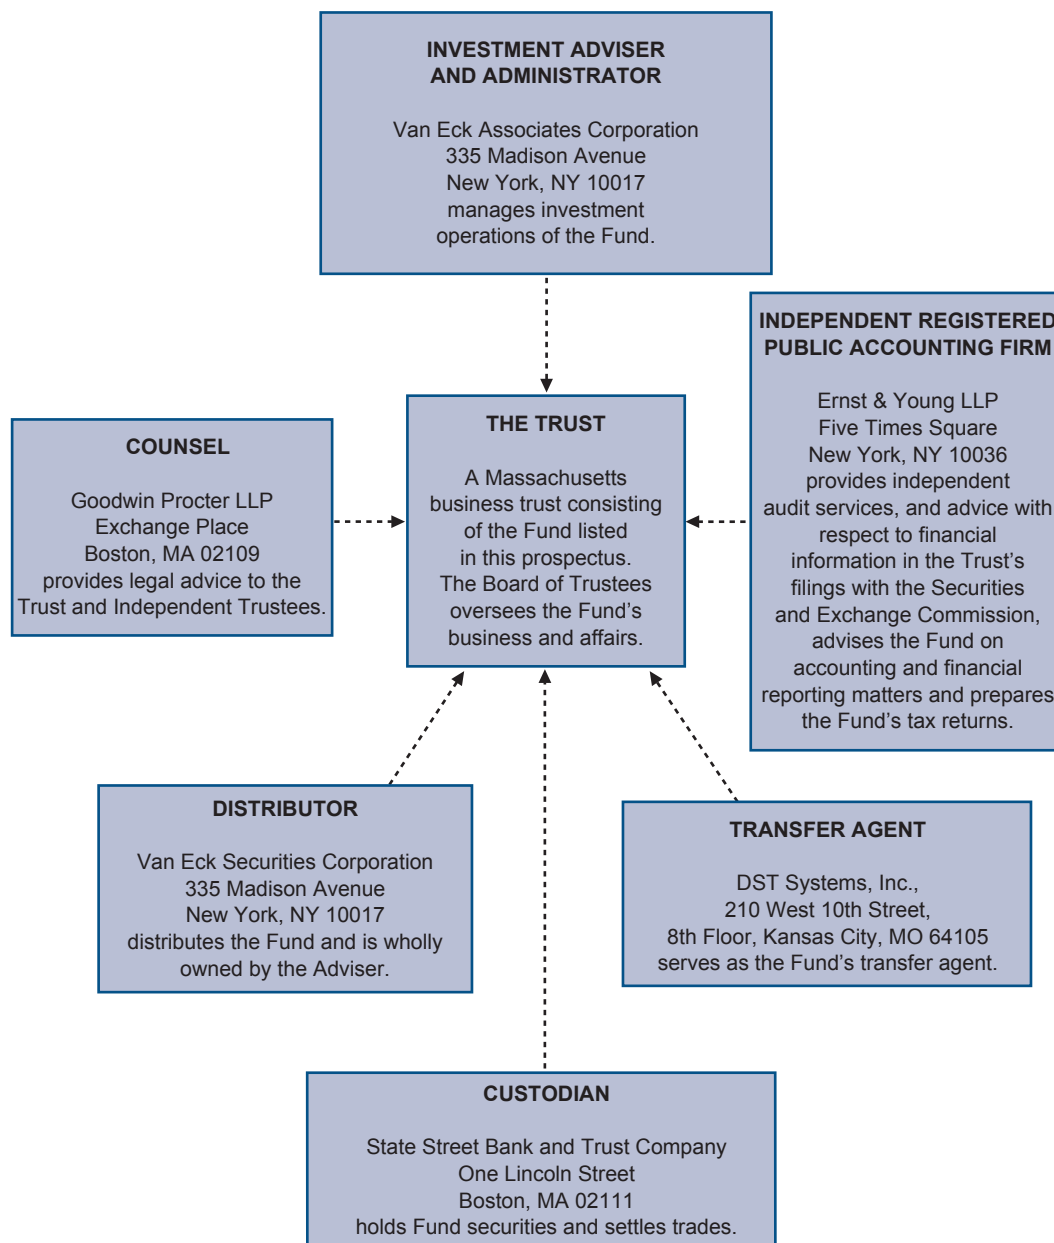 INVESTMENT ADVISER
AND ADMINISTRATOR
Van Eck Associates Corporation
335 Madison Avenue
New York, NY 10017
manages investment
operations of the Fund.
INDEPENDENT REGISTERED
PUBLIC ACCOUNTING FIRM
Ernst & Young LLP
Five Times Square
New York, NY 10036
provides independent
audit services, and advice with
respect to financial
information in the Trust’s
filings with the Securities
and Exchange Commission,
advises the Fund on
accounting and financial
reporting matters and prepares
the Fund’s tax returns.
THE TRUST
A Massachusetts
business trust consisting
of the Fund listed
in this prospectus.
The Board of Trustees
oversees the Fund’s
business and affairs.
COUNSEL
Goodwin Procter LLP
Exchange Place
Boston, MA 02109
provides legal advice to the
Trust and Independent Trustees.
DISTRIBUTOR
Van Eck Securities Corporation
335 Madison Avenue
New York, NY 10017
distributes the Fund and is wholly
owned by the Adviser.
TRANSFER AGENT
DST Systems, Inc.,
210 West 10th Street,
8th Floor, Kansas City, MO 64105
serves as the Fund’s transfer agent.
CUSTODIAN
State Street Bank and Trust Company
One Lincoln Street
Boston, MA 02111
holds Fund securities and settles trades.